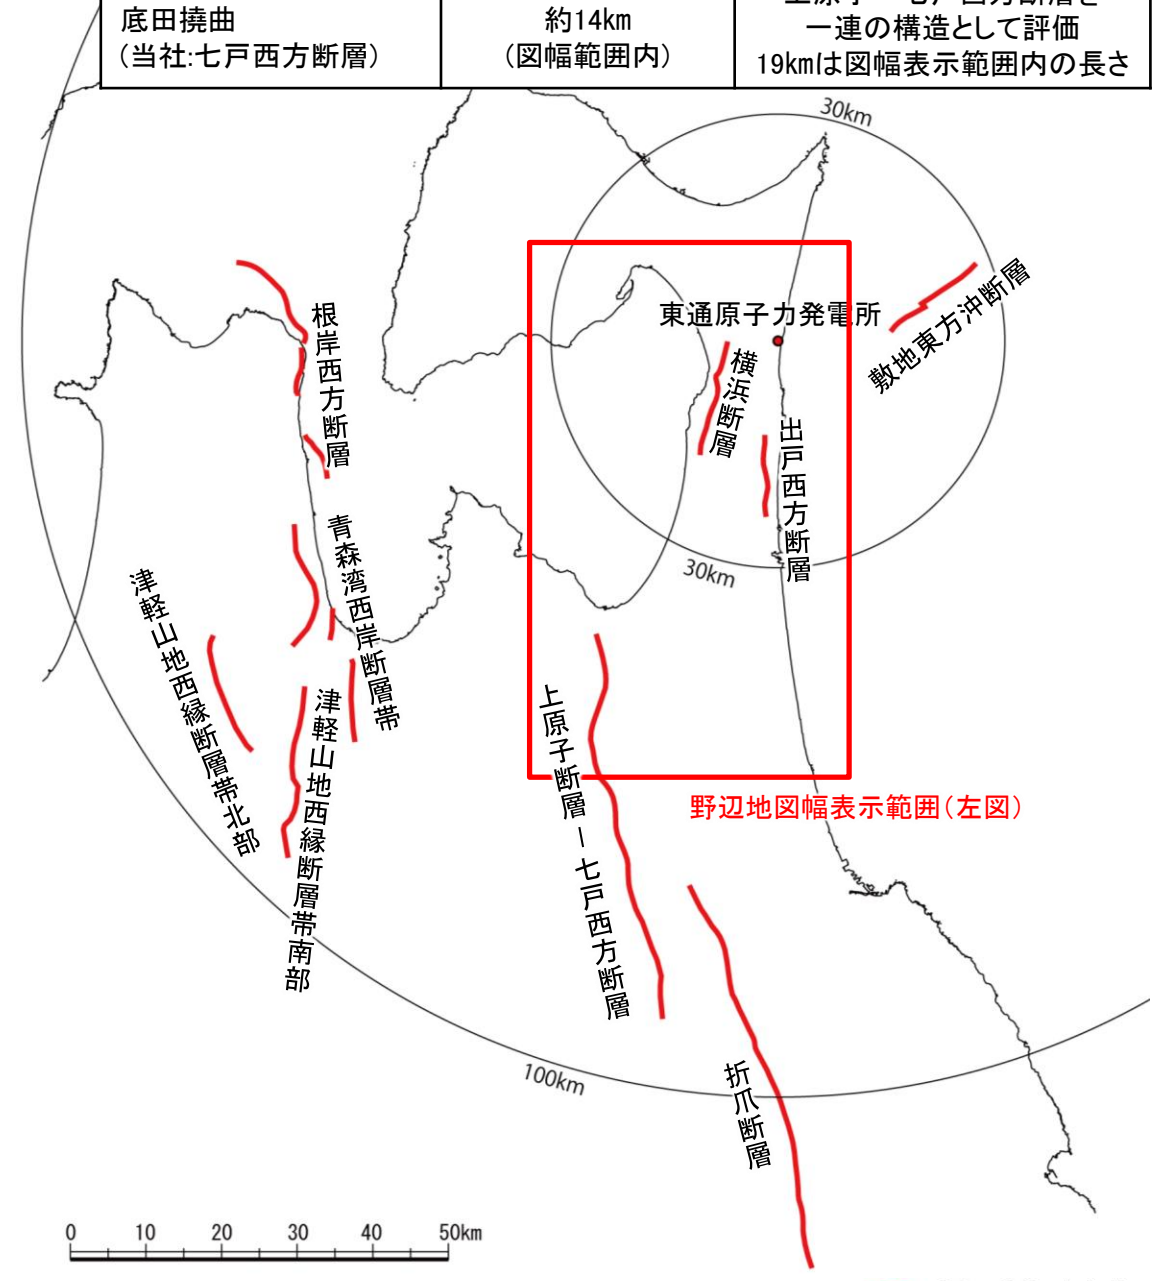 底田撓曲
(当社:七戸西方断層)
約14km
(図幅範囲内)
一連の構造として評価
19kmは図幅表示範囲内の長さ
30km
東通原子力発電所
敷地東方沖断層
根岸西方断層
横浜断層
出戸西方断層
30km
青森湾西岸断層帯
津軽山地西縁断層帯北部
津軽山地西縁断層帯南部
上原子断層－七戸西方断層
野辺地図幅表示範囲(左図)
100km
折爪断層
0 10 20 30 40 50km